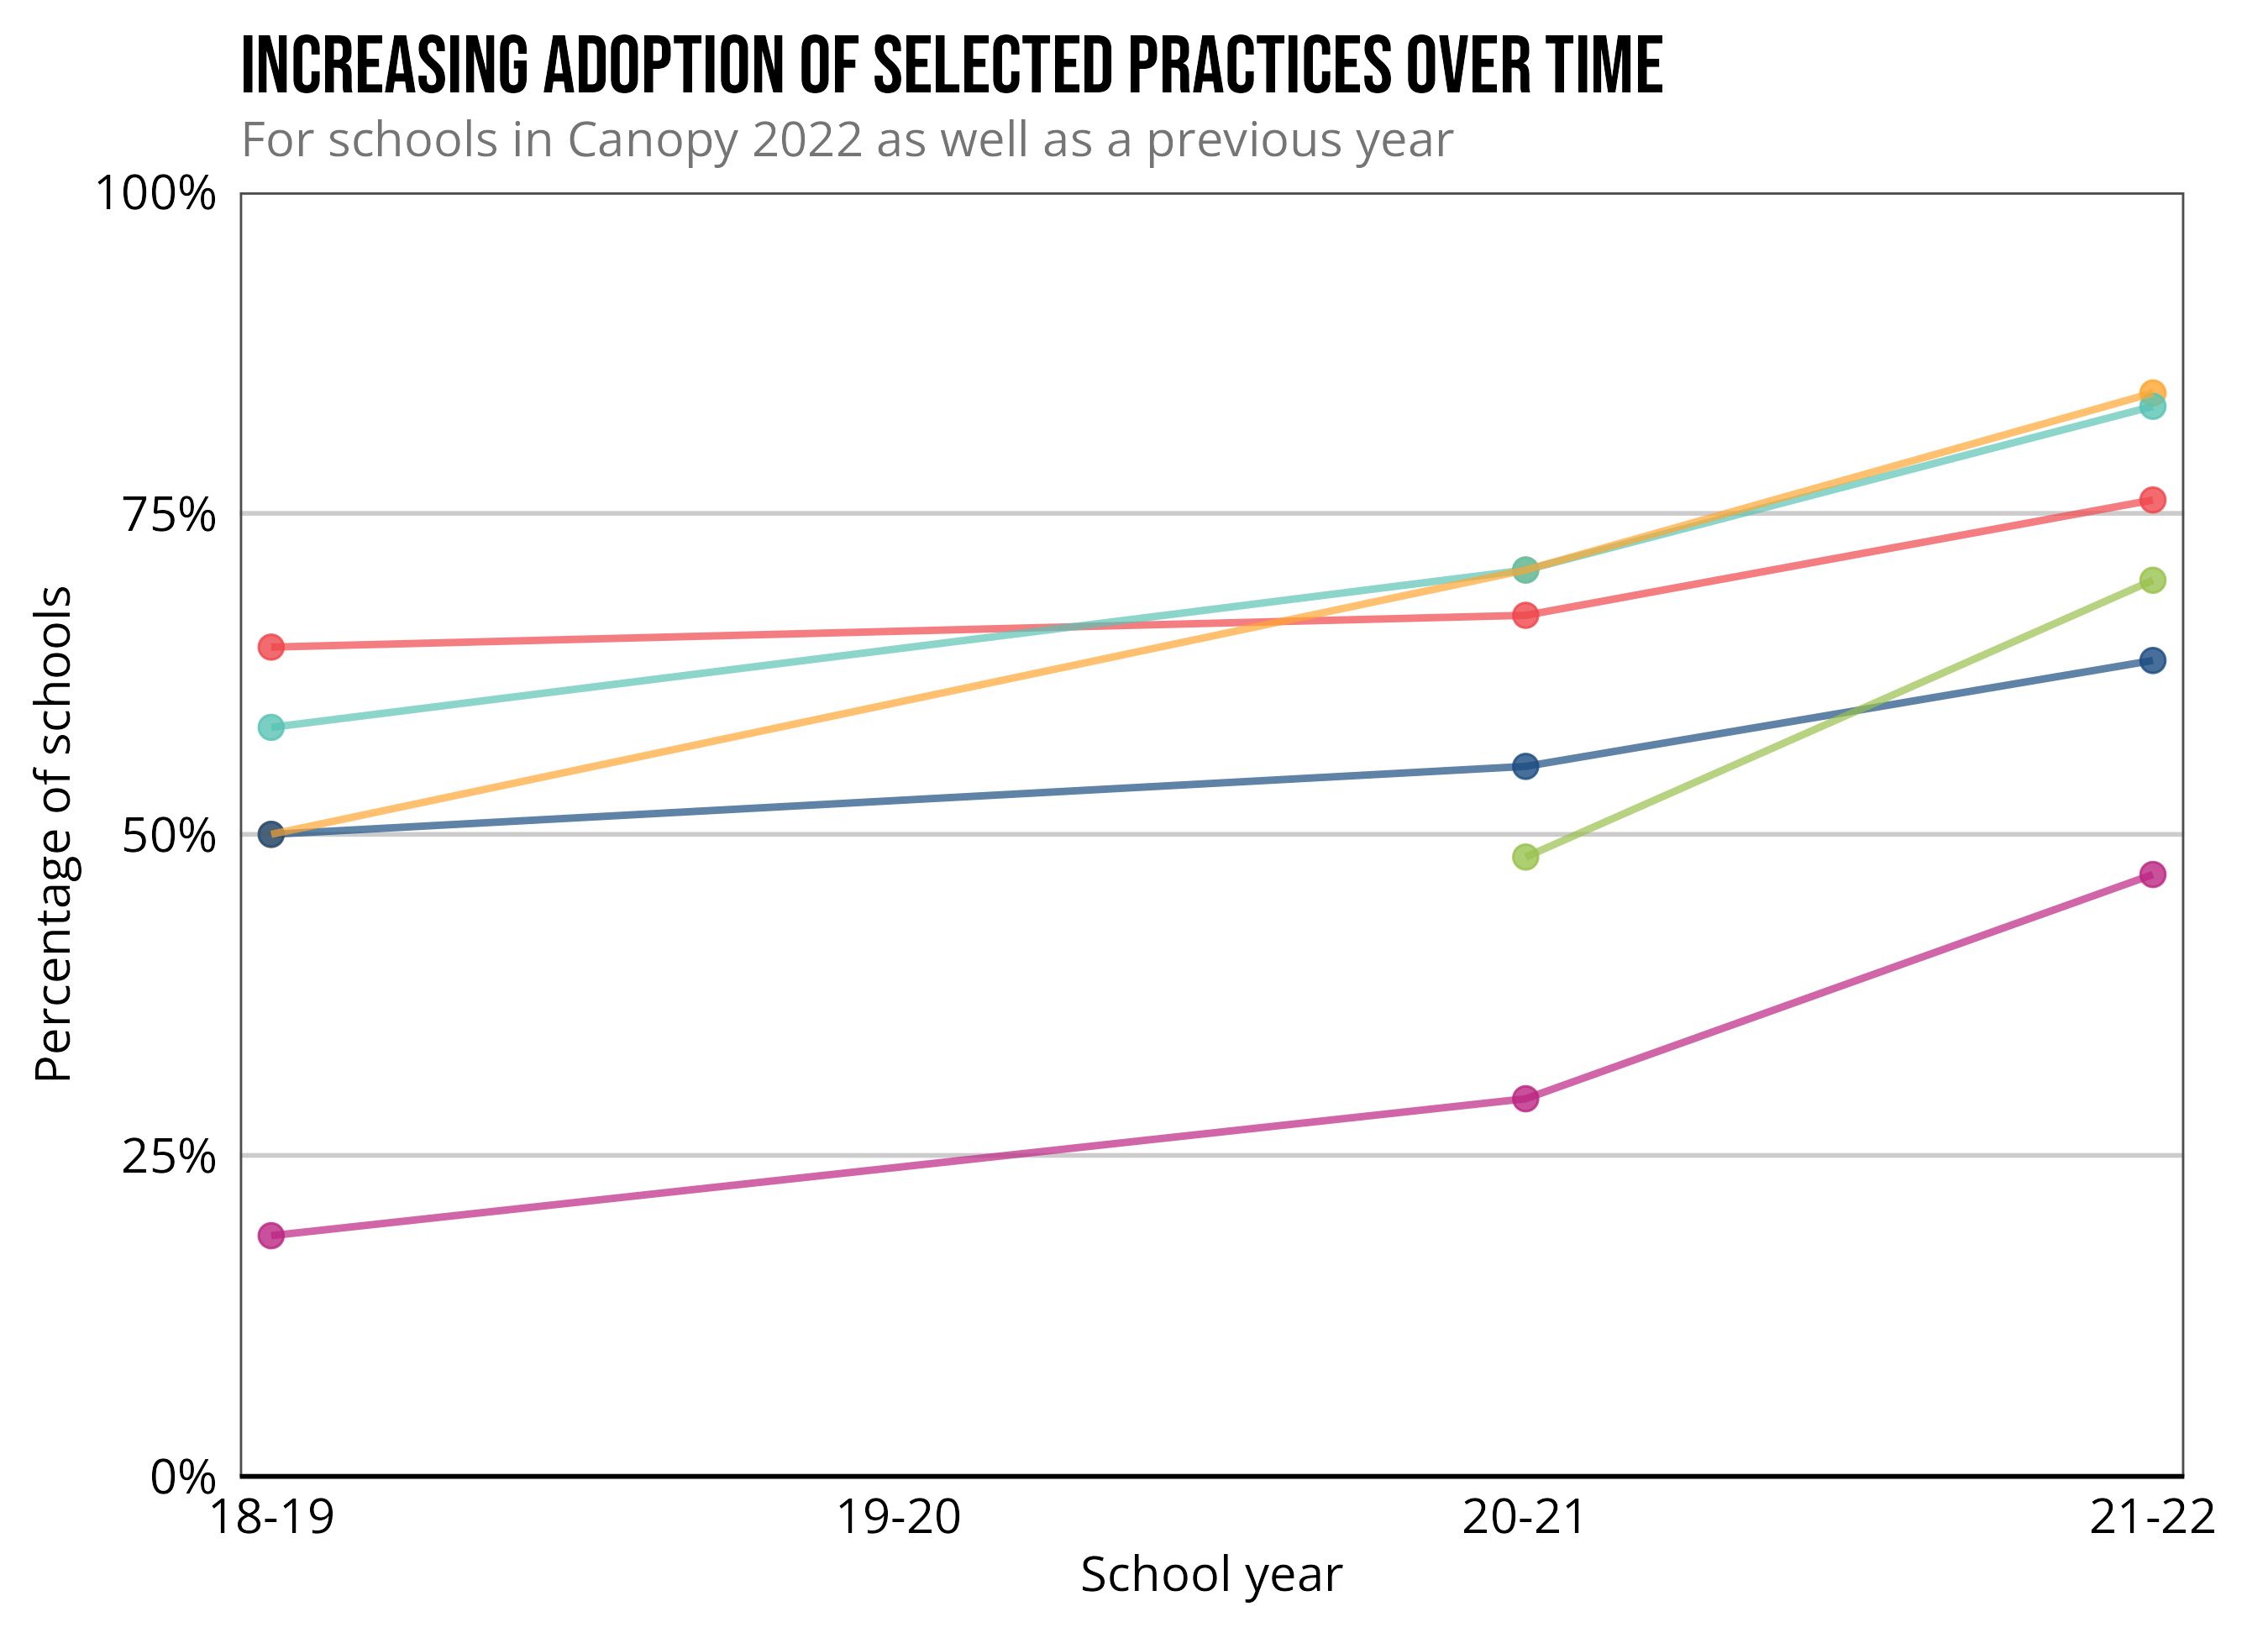 INCREASING ADOPTION OF SELECTED PRACTICES OVER TIME
For schools in Canopy 2022 as well as a previous year
100%
75%
50%
25%
0%
Percentage of schools
18-19
19-20
20-21
21-22
School year